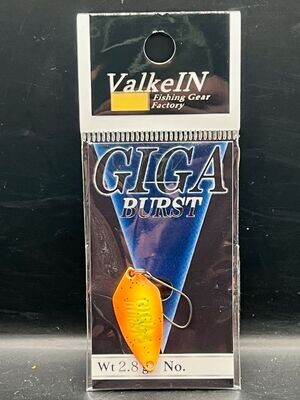 ValkeIN
Fishing Gear
Factory
GIGA
BURST
Wt 2.8g No.